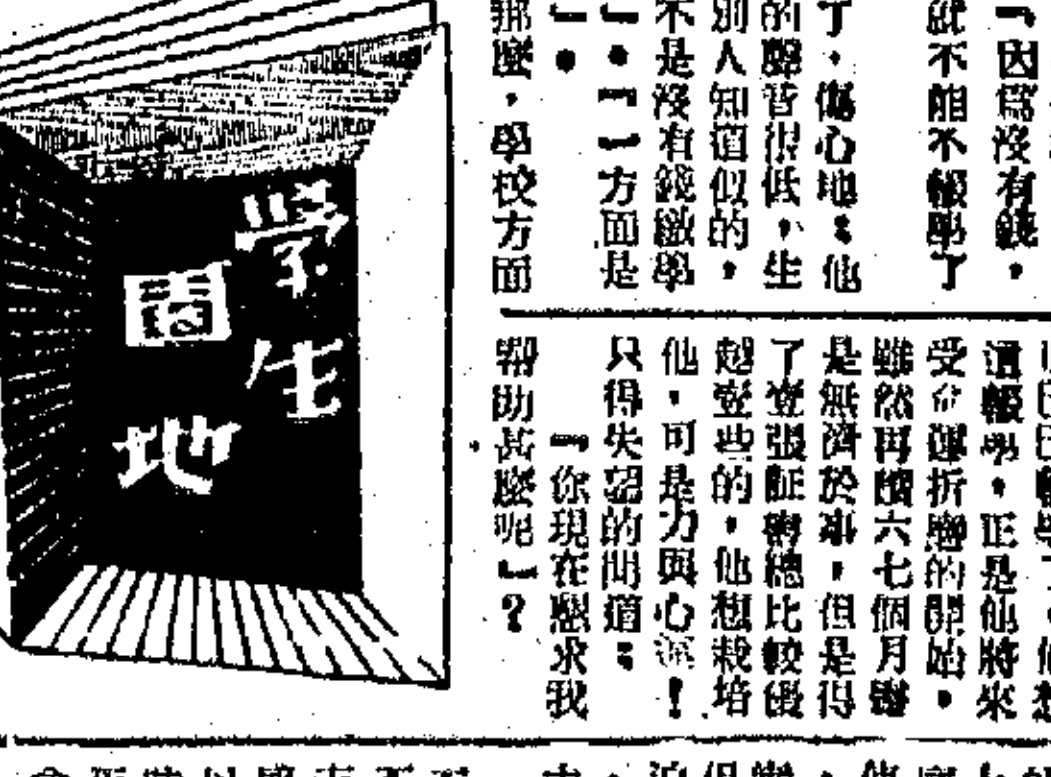 『因爲沒有錢，
就不能不輟學了
了，傷心地：他
的聲音很低，生
別人知道似的，
不是沒有錢繳學
」。『一方面是
」。
那麼，學校方面
學生園地
這輟學，正是他將來
受命運折磨的開始，
雖然再讀六七個月書
是無濟於事，但是得
了壹張証書總比較優
越壹些的，他想栽培
他，可是力與心違！
只得失望的問道：
『你現在懇求我
幫助甚麼呢』？